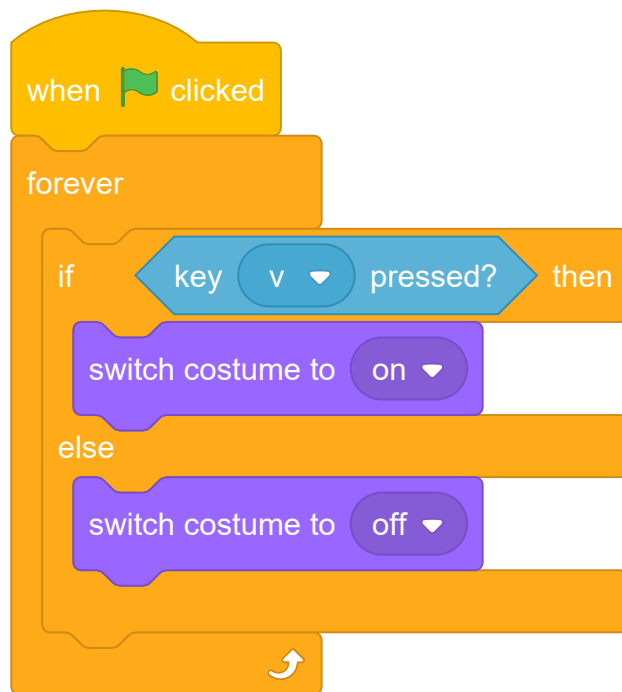 when clicked
forever
if key v pressed? then
switch costume to on
else
switch costume to off